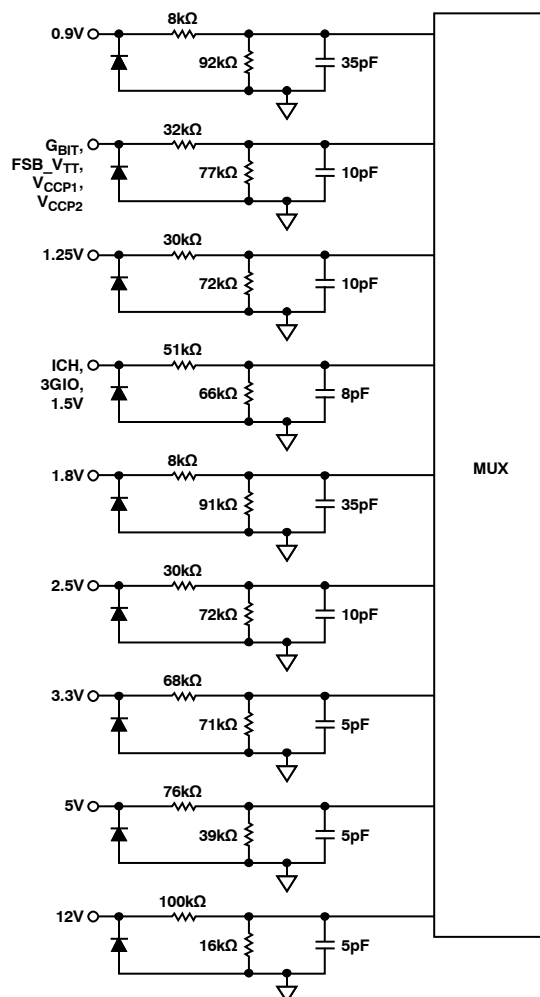 8kΩ
0.9V
92kΩ
35pF
32kΩ
GBIT,
FSB_VTT,
VCCP1,
VCCP2
77kΩ
10pF
30kΩ
1.25V
72kΩ
10pF
51kΩ
ICH,
3GIO,
1.5V
66kΩ
8pF
MUX
8kΩ
1.8V
91kΩ
35pF
30kΩ
2.5V
72kΩ
10pF
68kΩ
3.3V
71kΩ
5pF
76kΩ
5V
39kΩ
5pF
100kΩ
12V
16kΩ
5pF